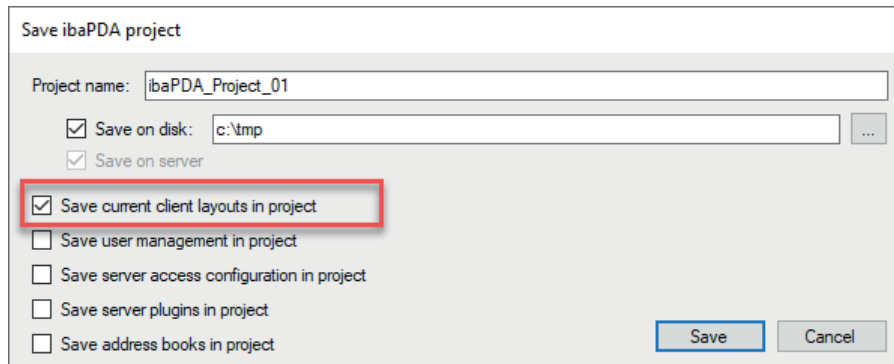 Save ibaPDA project
Project name: ibaPDA_Project_01
Save on disk: c:\tmp ...
Save on server
Save current client layouts in project
Save user management in project
Save server access configuration in project
Save server plugins in project
Save address books in project
Save Cancel